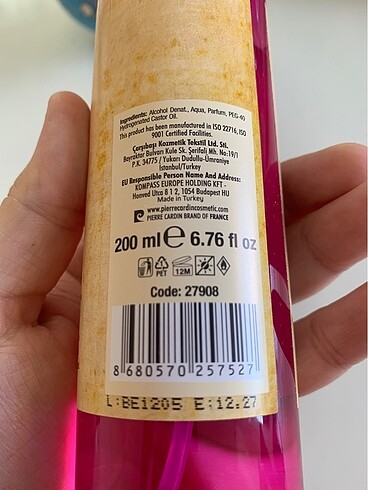 Ingredients: Alcohol Denat., Aqua, Parfum, PEG-40
Hydrogenated Castor Oil.
This product has been manufactured in ISO 22716, ISO
9001 Certified Facilities.
Çarşıbaşı Kozmetik Tekstil Ltd. Sti.
Bayraktar Bulvarı Kule Sk. Şerifali Mh. No:19/1
P.K. 34775 / Yukarı Dudullu-Ümraniye
İstanbul/Turkey
EU Responsible Person Name And Address:
KONPASS EUROPE HOLDING KFT -
Honved Utca 8 1 2, 1054 Budapest HU
Made in Turkey
www.pierrecardincosmetic.com
PIERRE CARDIN BRAND OF FRANCE
200 ml e 6.76 fl oz
PET 12M
Code: 27908
8 680570 257527
L:BE1205 E:12.27